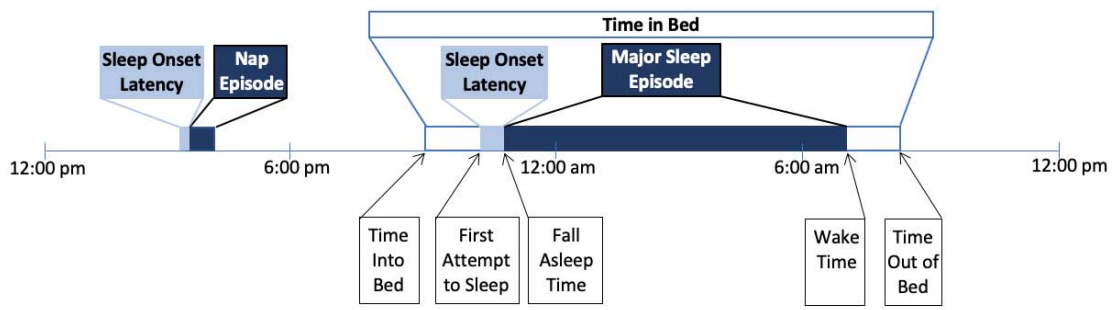 Time in Bed
Sleep Onset
Latency
Nap
Episode
Sleep Onset
Latency
Major Sleep
Episode
12:00 pm
6:00 pm
12:00 am
6:00 am
12:00 pm
Time
Into
Bed
First
Attempt
to Sleep
Fall
Asleep
Time
Wake
Time
Time
Out of
Bed